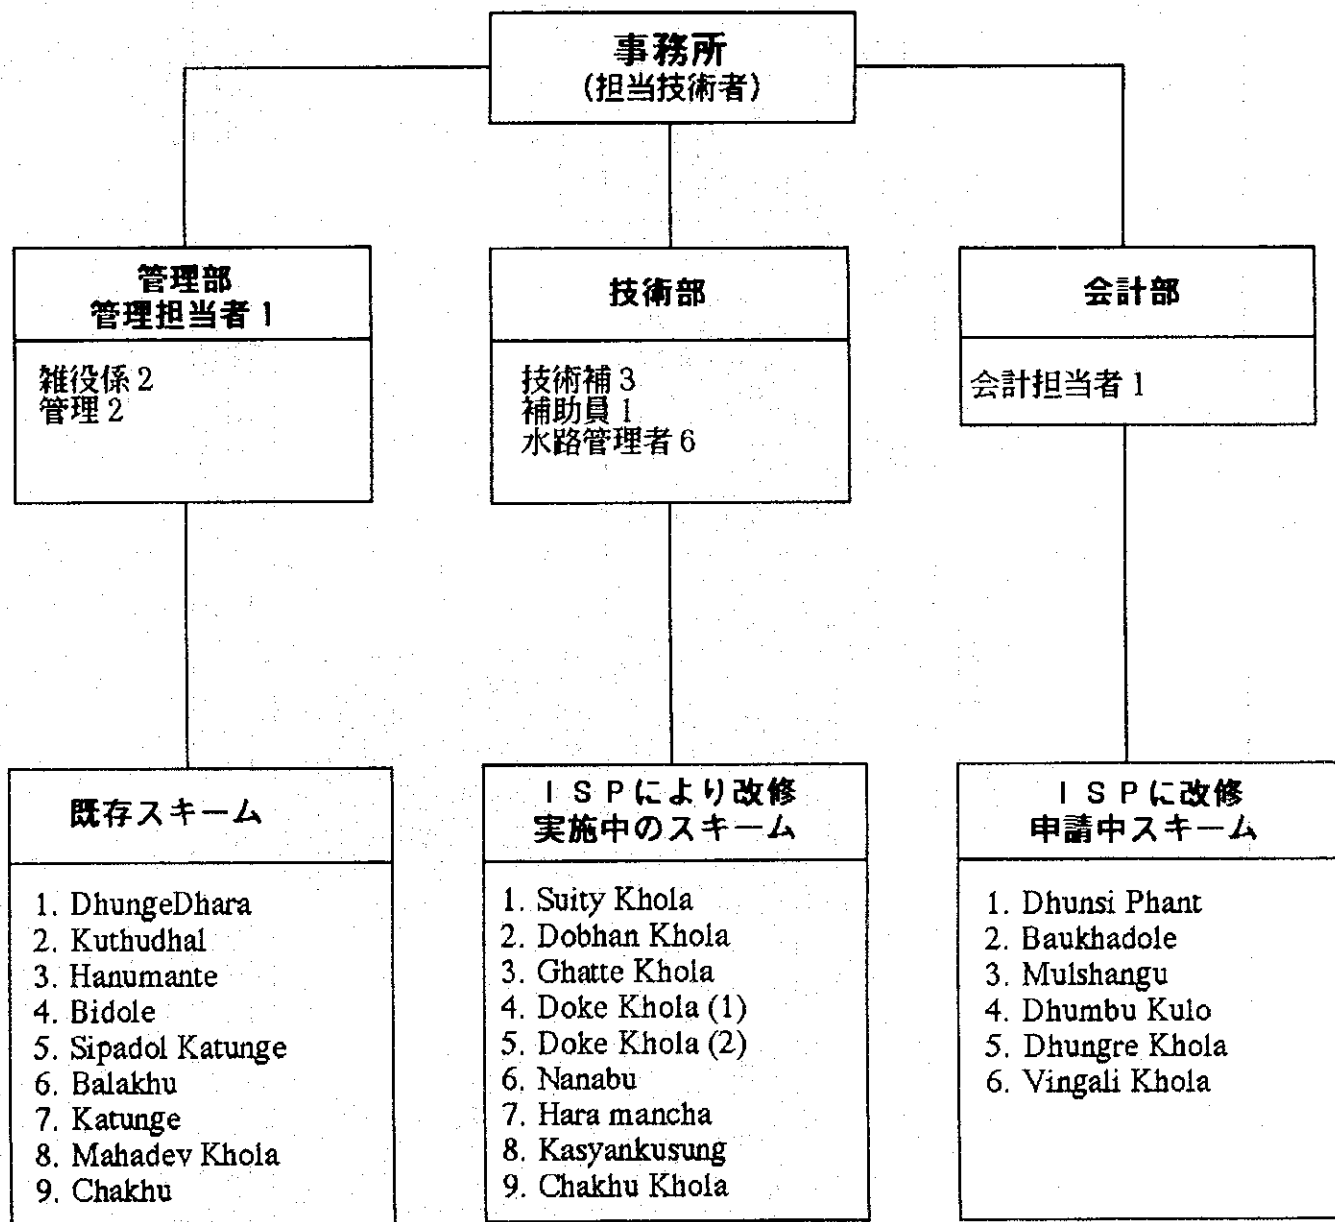 事務所
(担当技術者)
管理部
管理担当者 1
雑役係 2
管理 2
技術部
技術補 3
補助員 1
水路管理者 6
会計部
会計担当者 1
既存スキーム
1. DhungeDhara
2. Kuthudhal
3. Hanumante
4. Bidole
5. Sipadol Katunge
6. Balakhu
7. Katunge
8. Mahadev Khola
9. Chakhu
ＩＳＰにより改修
実施中のスキーム
1. Suity Khola
2. Dobhan Khola
3. Ghatte Khola
4. Doke Khola (1)
5. Doke Khola (2)
6. Nanabu
7. Hara mancha
8. Kasyankusung
9. Chakhu Khola
ＩＳＰに改修
申請中スキーム
1. Dhunsi Phant
2. Baukhadole
3. Mulshangu
4. Dhumbu Kulo
5. Dhungre Khola
6. Vingali Khola